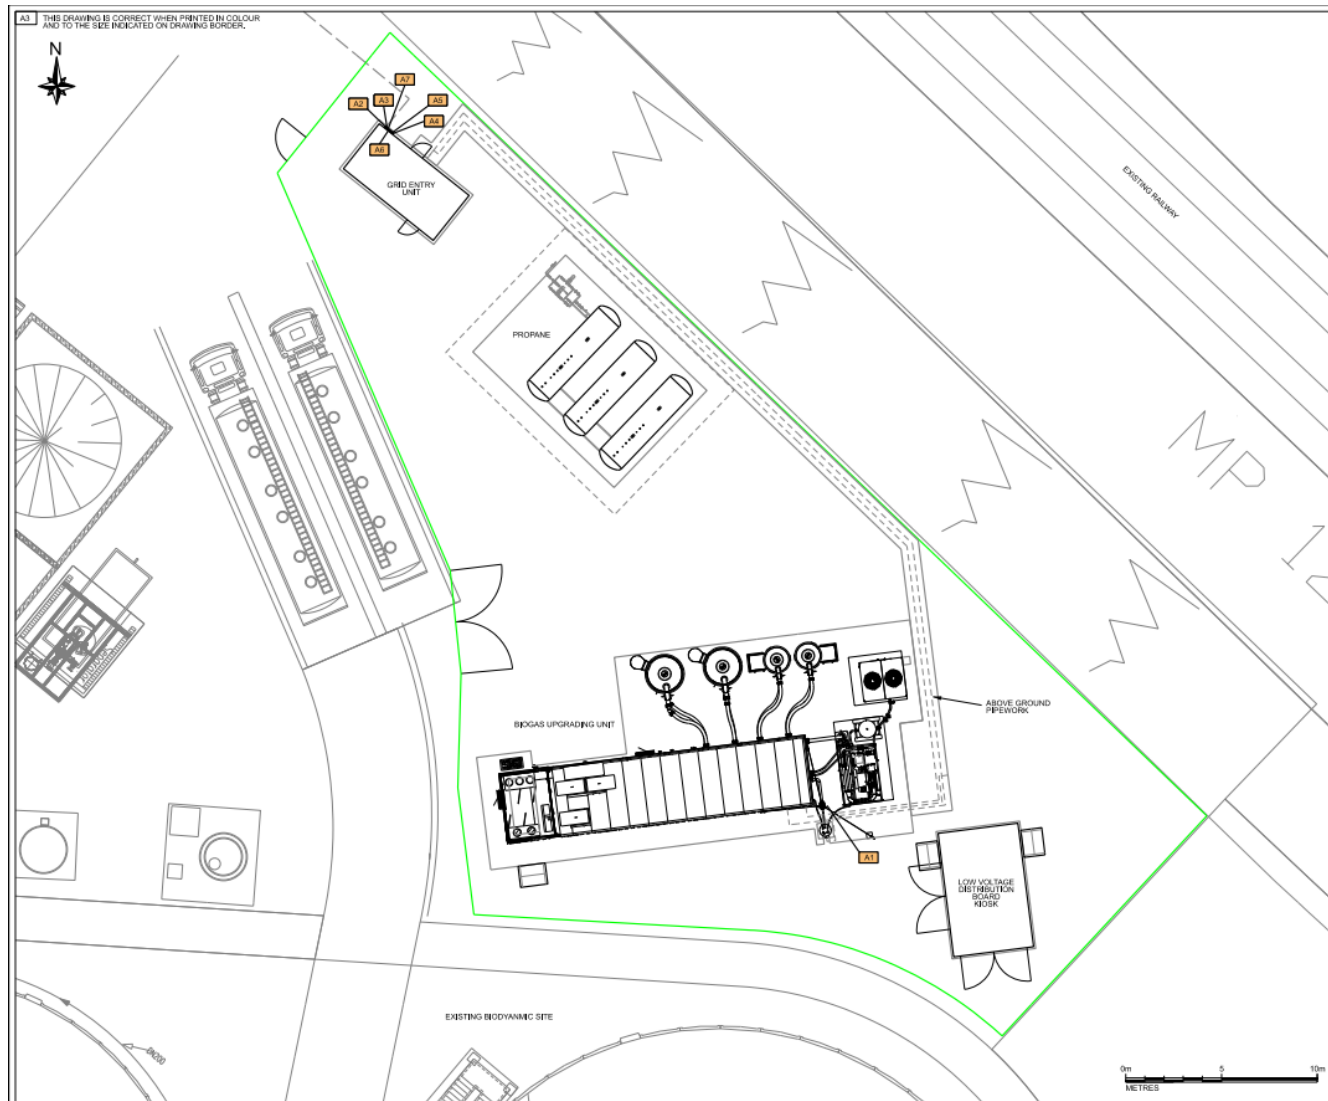 A3
THIS DRAWING IS CORRECT WHEN PRINTED IN COLOUR
AND TO THE SIZE INDICATED ON DRAWING BORDER.
N
A7
A2
A3
A5
A4
A6
GRID ENTRY
UNIT
EXISTING RAILWAY
PROPANE
MP
12
ABOVE GROUND
PIPEWORK
BIOGAS UPGRADING UNIT
A1
LOW VOLTAGE
DISTRIBUTION
BOARD
KIOSK
EXISTING BIODYANMIC SITE
DN200
0m
5
10m
METRES